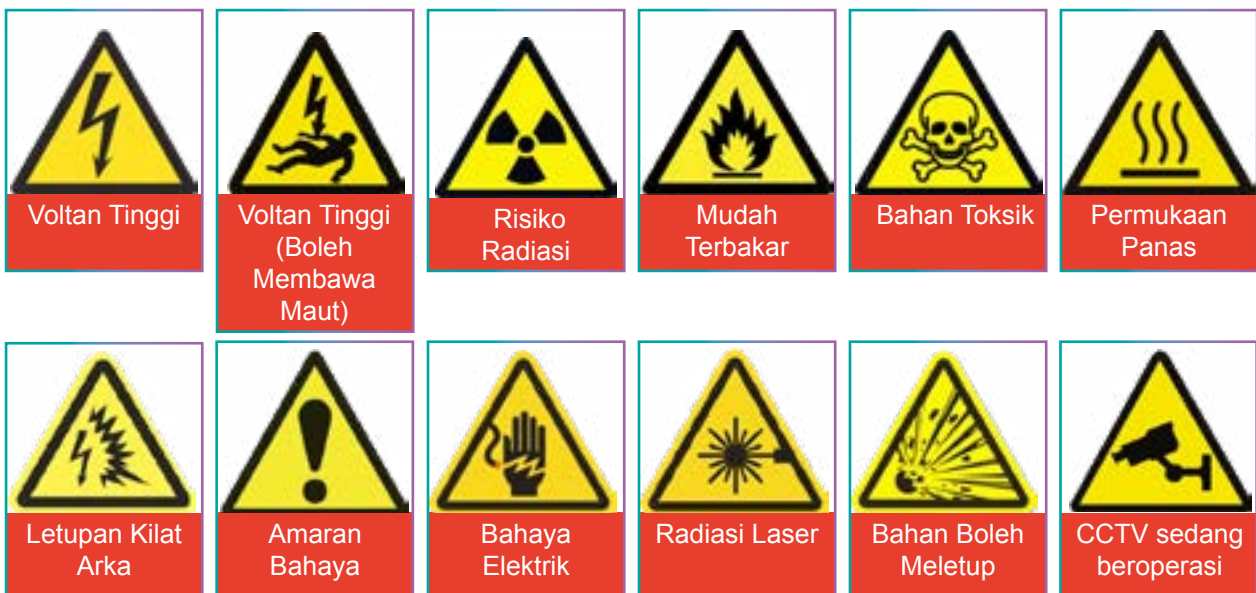 Voltan Tinggi
Voltan Tinggi
(Boleh
Membawa
Maut)
Risiko
Radiasi
Mudah
Terbakar
Bahan Toksik
Permukaan
Panas
Letupan Kilat
Arka
Amaran
Bahaya
Bahaya
Elektrik
Radiasi Laser
Bahan Boleh
Meletup
CCTV sedang
beroperasi